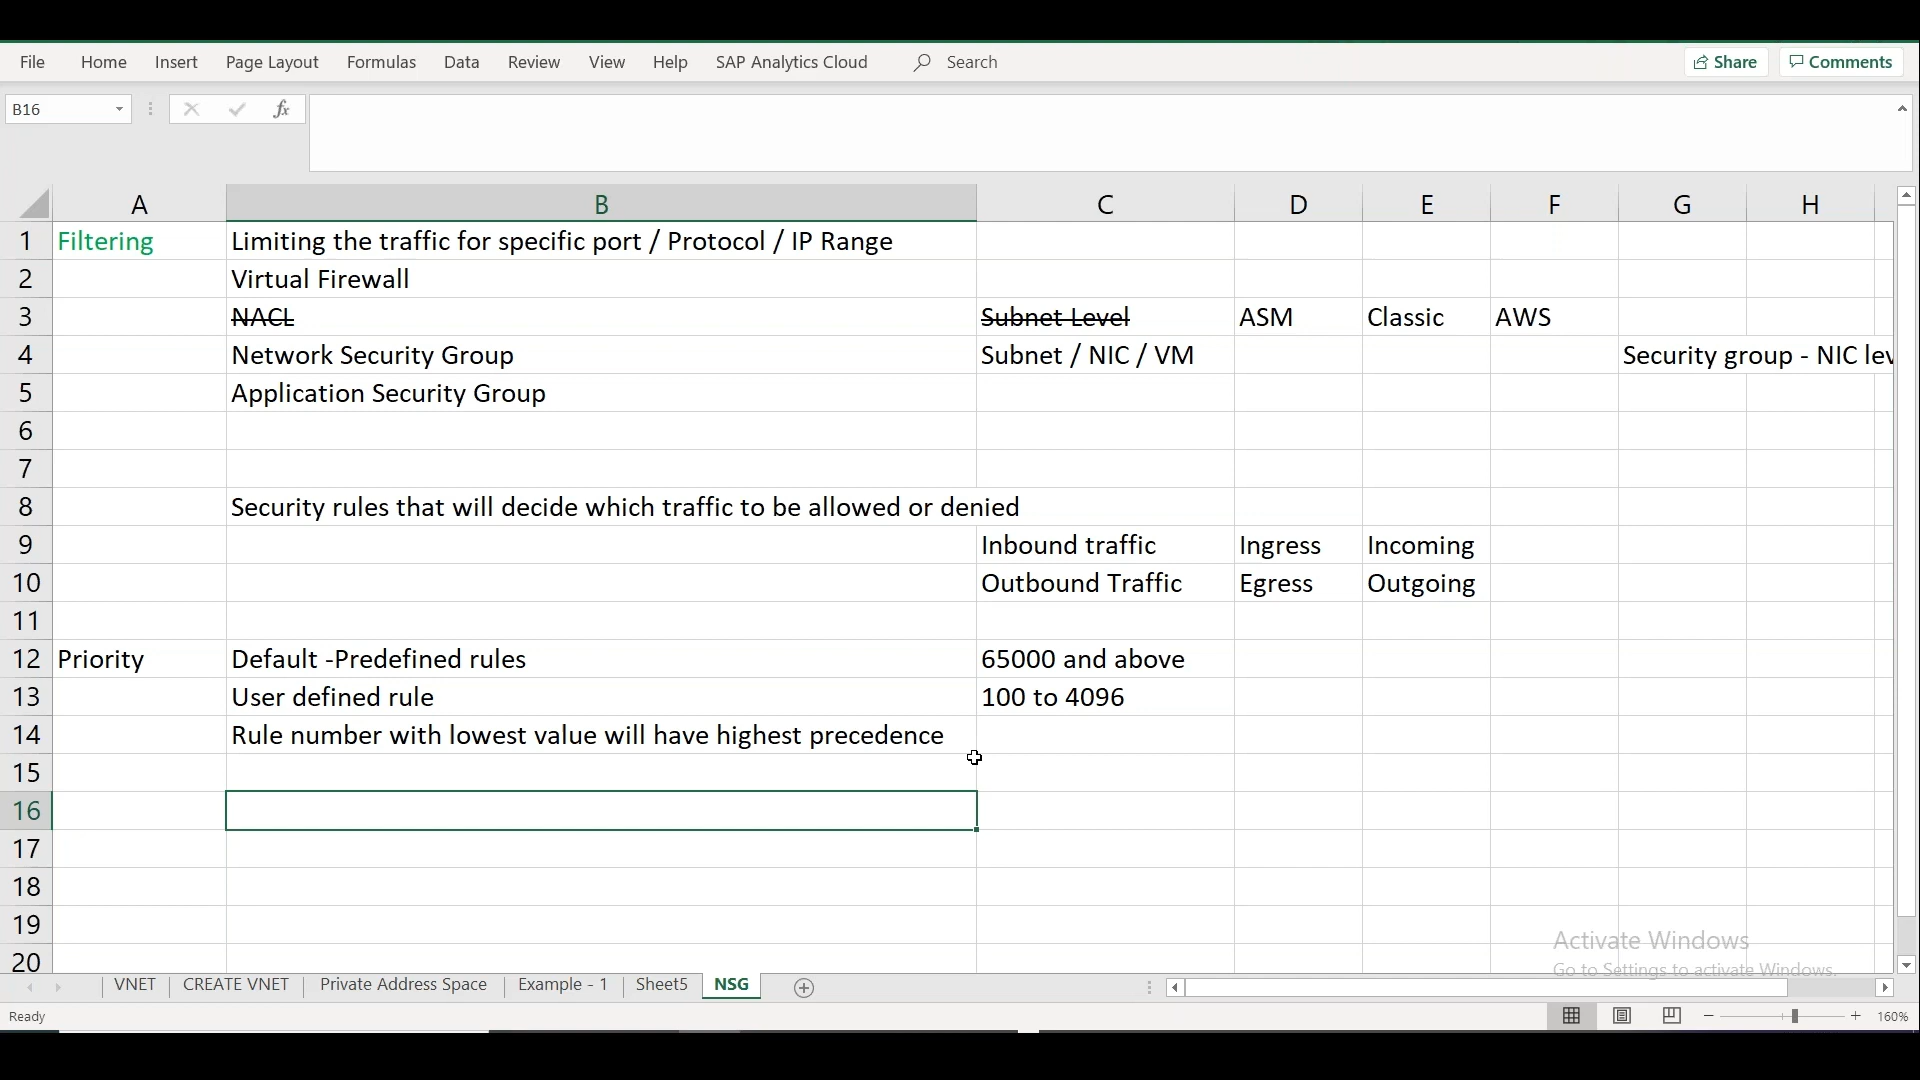 File Home Insert Page Layout Formulas Data Review View Help SAP Analytics Cloud Search Share Comments
B16 fx
A B C D E F G H
1 Filtering Limiting the traffic for specific port / Protocol / IP Range
2 Virtual Firewall
3 NACL Subnet Level ASM Classic AWS
4 Network Security Group Subnet / NIC / VM Security group - NIC lev
5 Application Security Group
6
7
8 Security rules that will decide which traffic to be allowed or denied
9 Inbound traffic Ingress Incoming
10 Outbound Traffic Egress Outgoing
11
12 Priority Default -Predefined rules 65000 and above
13 User defined rule 100 to 4096
14 Rule number with lowest value will have highest precedence
15
16
17
18
19
20
Activate Windows
Go to Settings to activate Windows.
VNET CREATE VNET Private Address Space Example - 1 Sheet5 NSG
Ready 160%